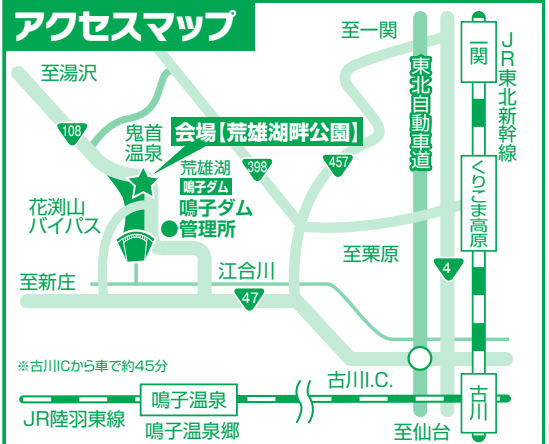 アクセスマップ
至一関
一関
JR東北新幹線
至湯沢
東北自動車道
108
鬼首
温泉
会場【荒雄湖畔公園】
荒雄湖
398
457
鳴子ダム
鳴子ダム
管理所
花渕山
バイパス
くりこま高原
至栗原
至新庄
江合川
4
47
※古川ICから車で約45分
古川I.C.
古川
鳴子温泉
JR陸羽東線
鳴子温泉郷
至仙台